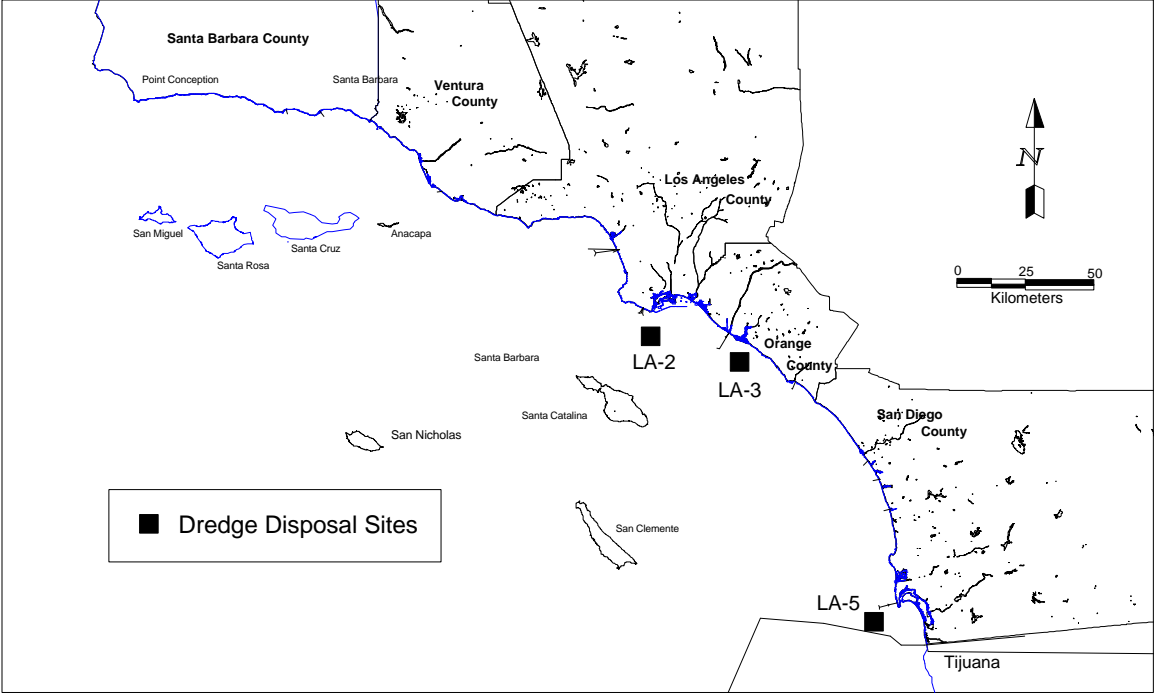 Santa Barbara County
Point Conception
Santa Barbara
Ventura
County
Los Angeles
County
N
San Miguel
Santa Rosa
Santa Cruz
Anacapa
0 25 50
Kilometers
LA-2
LA-3
Orange
County
Santa Barbara
Santa Catalina
San Nicholas
San Diego
County
Dredge Disposal Sites
San Clemente
LA-5
Tijuana